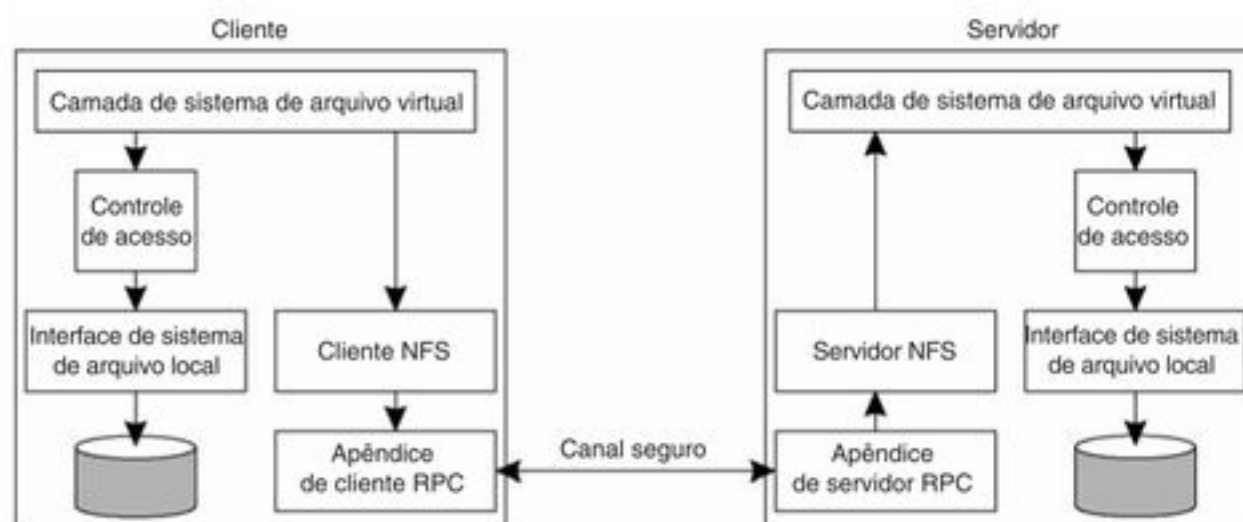 Cliente
Camada de sistema de arquivo virtual
Controle
de acesso
Interface de sistema
de arquivo local
Cliente NFS
Apêndice
de cliente RPC
Canal seguro
Servidor
Camada de sistema de arquivo virtual
Servidor NFS
Apêndice
de servidor RPC
Controle
de acesso
Interface de sistema
de arquivo local